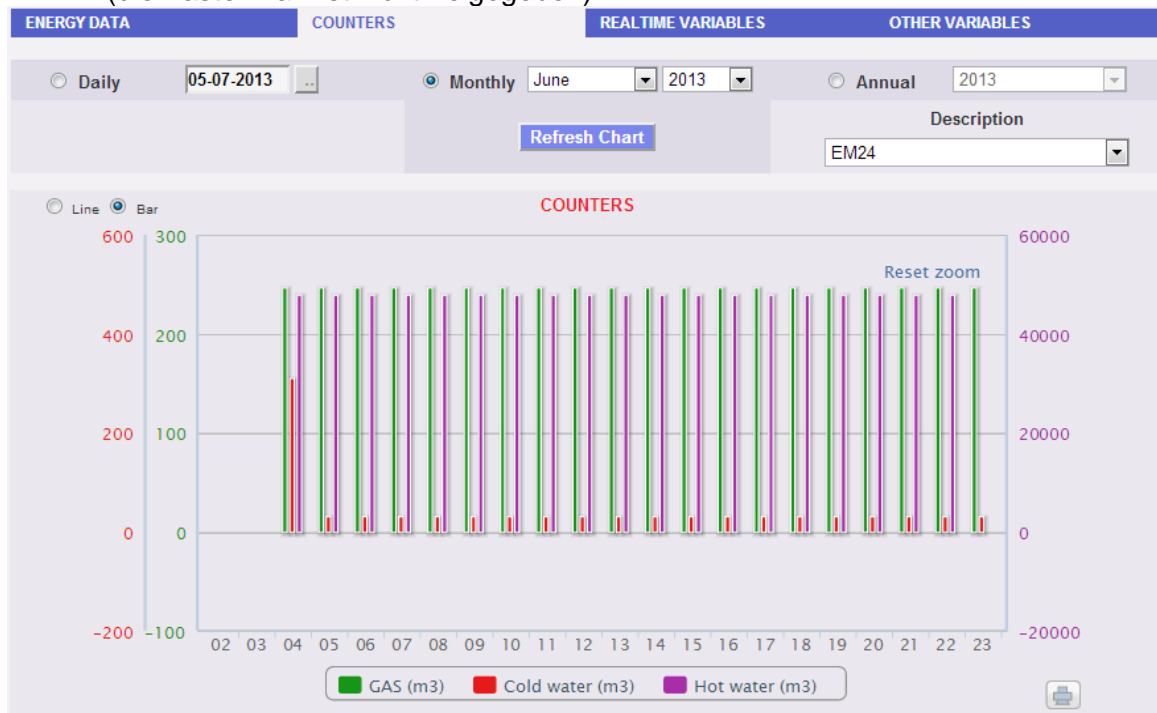 ENERGY DATA COUNTERS REALTIME VARIABLES OTHER VARIABLES
Daily 05-07-2013 .. Monthly June 2013 Annual 2013
Refresh Chart Description
EM24
Line Bar COUNTERS
600 300 60000
Reset zoom
400 200 40000
200 100 20000
0 0 0
-200 -100 -20000
02 03 04 05 06 07 08 09 10 11 12 13 14 15 16 17 18 19 20 21 22 23
GAS (m3) Cold water (m3) Hot water (m3)